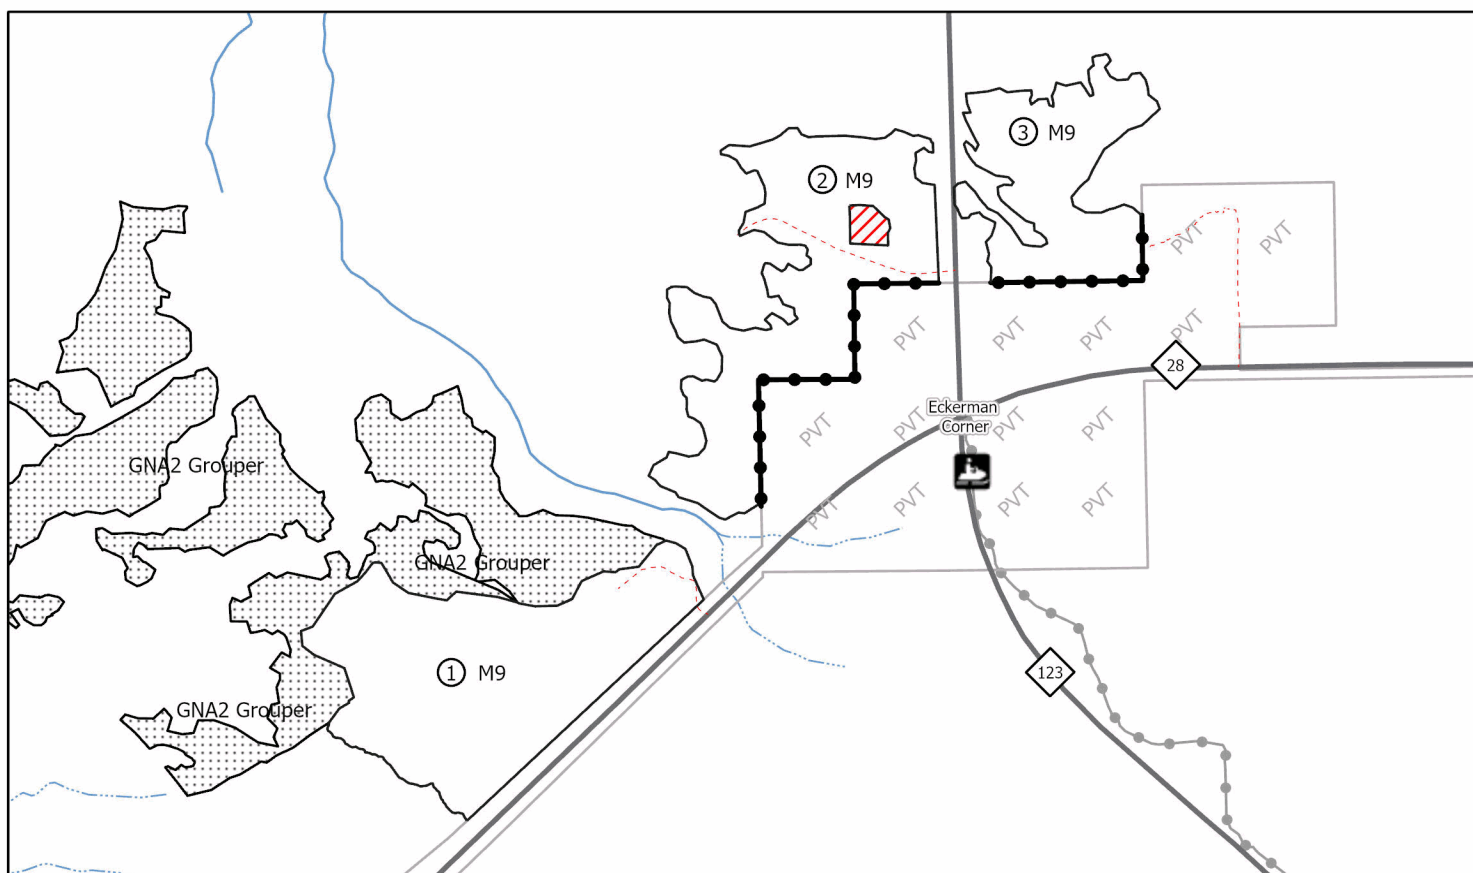 3 M9
2 M9
PVT PVT
PVT PVT PVT PVT
28
Eckerman
Corner
PVT PVT PVT PVT
GNA2 Grouper
PVT PVT PVT PVT
GNA2 Grouper
1 M9
123
GNA2 Grouper